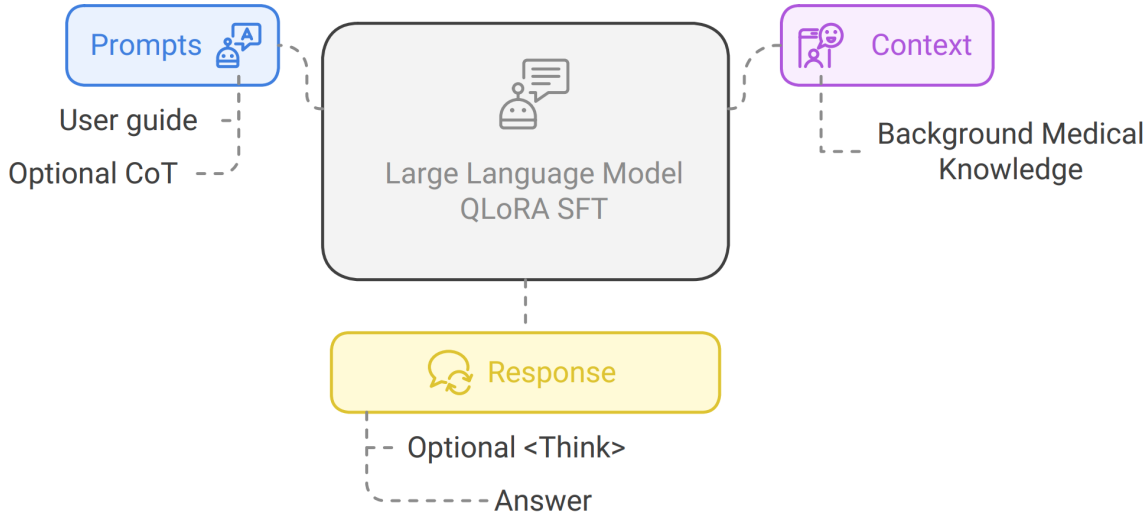 Prompts
A
Context
User guide
Optional CoT
Background Medical
Knowledge
Large Language Model
QLoRA SFT
Response
Optional <Think>
Answer